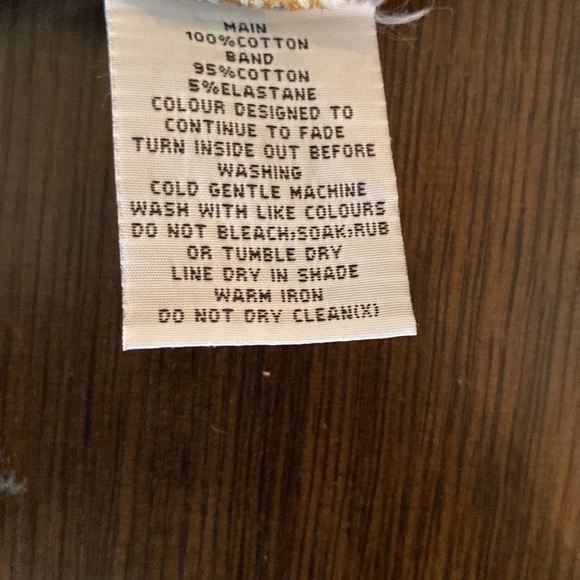 MAIN
100%COTTON
BAND
95%COTTON
5%ELASTANE
COLOUR DESIGNED TO
CONTINUE TO FADE
TURN INSIDE OUT BEFORE
WASHING
COLD GENTLE MACHINE
WASH WITH LIKE COLOURS
DO NOT BLEACH,SOAK,RUB
OR TUMBLE DRY
LINE DRY IN SHADE
WARM IRON
DO NOT DRY CLEAN(X)